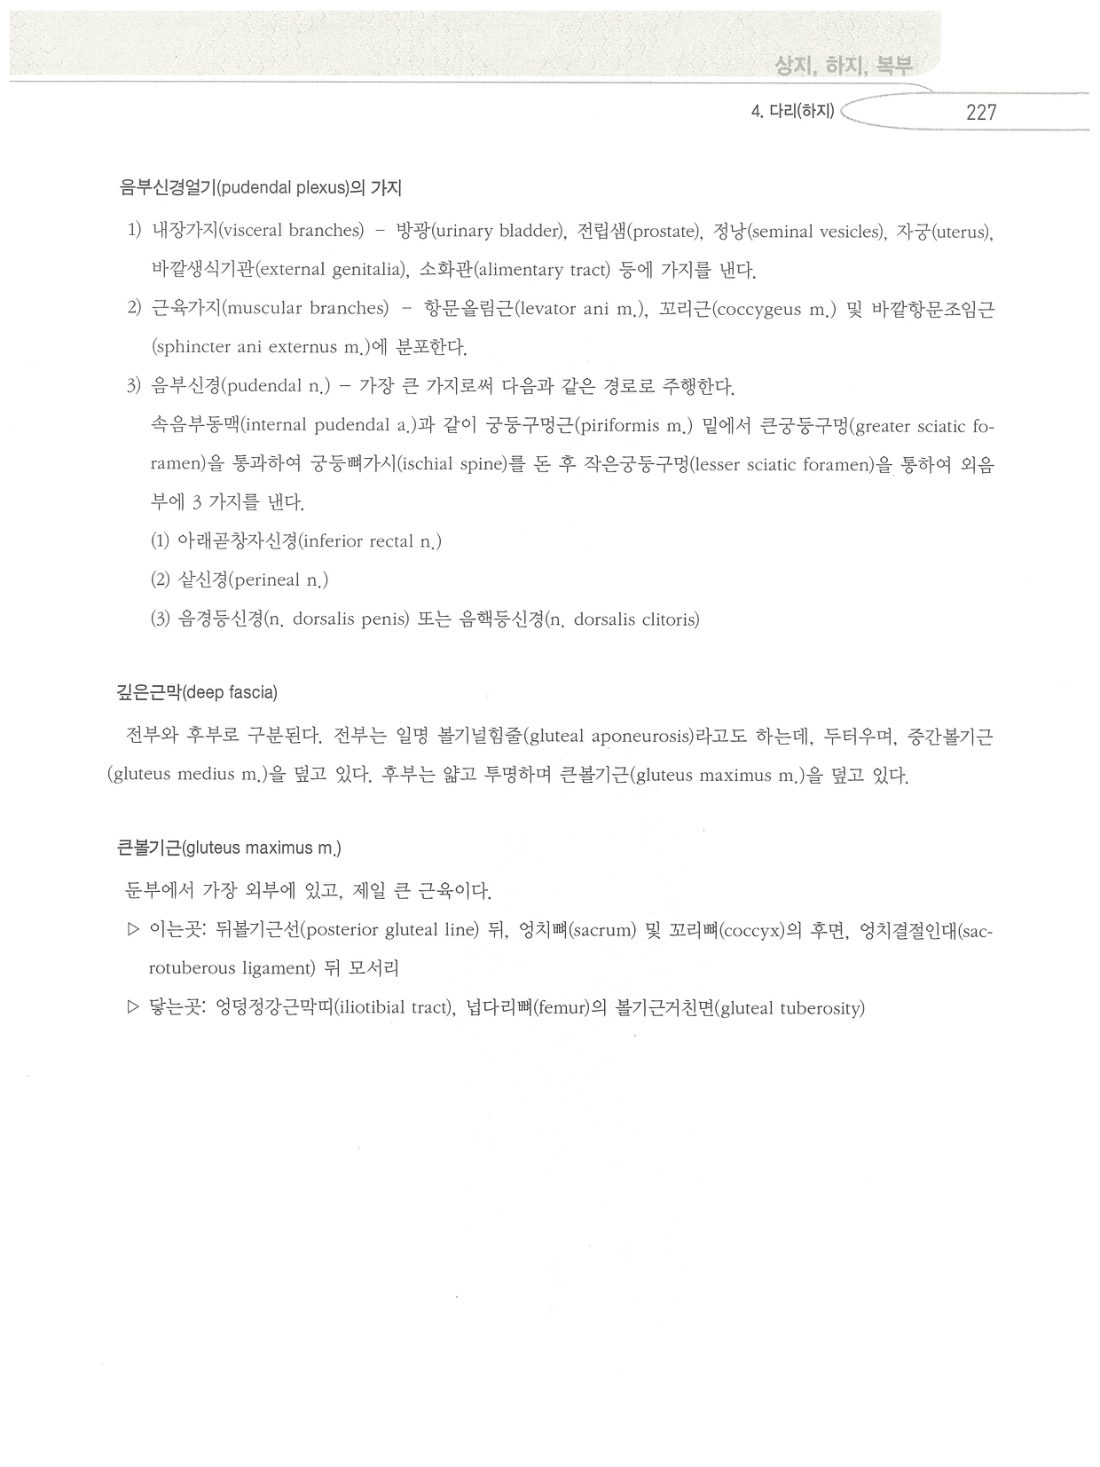 상지, 하지, 복부
4. 다리(하지)
227
음부신경얼기(pudendal plexus)의 가지
1) 내장가지(visceral branches) - 방광(urinary bladder), 전립샘(prostate), 정낭(seminal vesicles), 자궁(uterus),
바깥생식기관(external genitalia), 소화관(alimentary tract) 등에 가지를 낸다.
2) 근육가지(muscular branches) - 항문올림근(levator ani m.), 꼬리근(coccygeus m.) 및 바깥항문조임근
(sphincter ani externus m.)에 분포한다.
3) 음부신경(pudendal n.) - 가장 큰 가지로써 다음과 같은 경로로 주행한다.
속음부동맥(internal pudendal a.)과 같이 궁둥구멍근(piriformis m.) 밑에서 큰궁둥구멍(greater sciatic fo-
ramen)을 통과하여 궁둥뼈가시(ischial spine)를 돈 후 작은궁둥구멍(lesser sciatic foramen)을 통하여 외음
부에 3 가지를 낸다.
(1) 아래곧창자신경(inferior rectal n.)
(2) 샅신경(perineal n.)
(3) 음경등신경(n. dorsalis penis) 또는 음핵등신경(n. dorsalis clitoris)
깊은근막(deep fascia)
전부와 후부로 구분된다. 전부는 일명 볼기널힘줄(gluteal aponeurosis)라고도 하는데, 두터우며, 중간볼기근
(gluteus medius m.)을 덮고 있다. 후부는 얇고 투명하며 큰볼기근(gluteus maximus m.)을 덮고 있다.
큰볼기근(gluteus maximus m.)
둔부에서 가장 외부에 있고, 제일 큰 근육이다.
▷ 이는곳: 뒤볼기근선(posterior gluteal line) 뒤, 엉치뼈(sacrum) 및 꼬리뼈(coccyx)의 후면, 엉치결절인대(sac-
rotuberous ligament) 뒤 모서리
▷ 닿는곳: 엉덩정강근막띠(iliotibial tract), 넙다리뼈(femur)의 볼기근거친면(gluteal tuberosity)